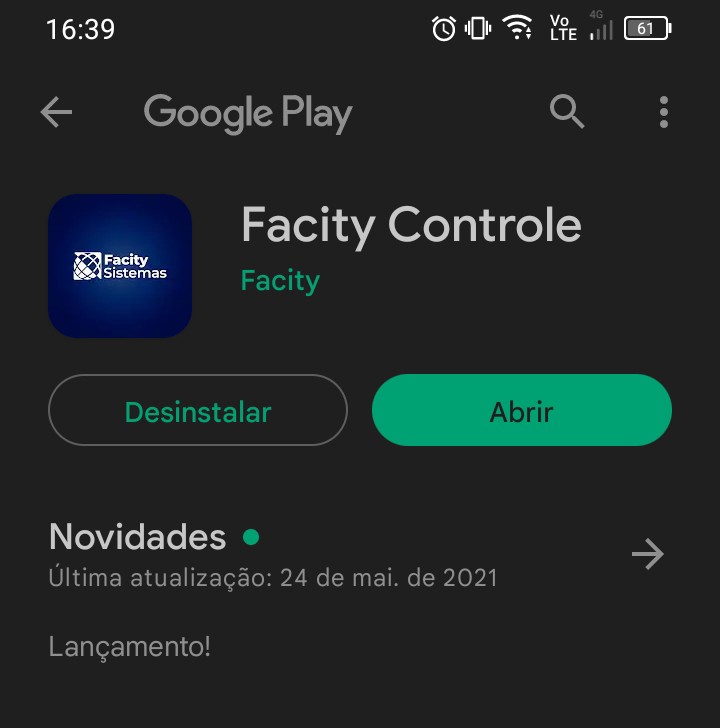 16:39
Vo
LTE
4G
61
Google Play
Facity
Sistemas
Facity Controle
Facity
Desinstalar
Abrir
Novidades
Última atualização: 24 de mai. de 2021
Lançamento!